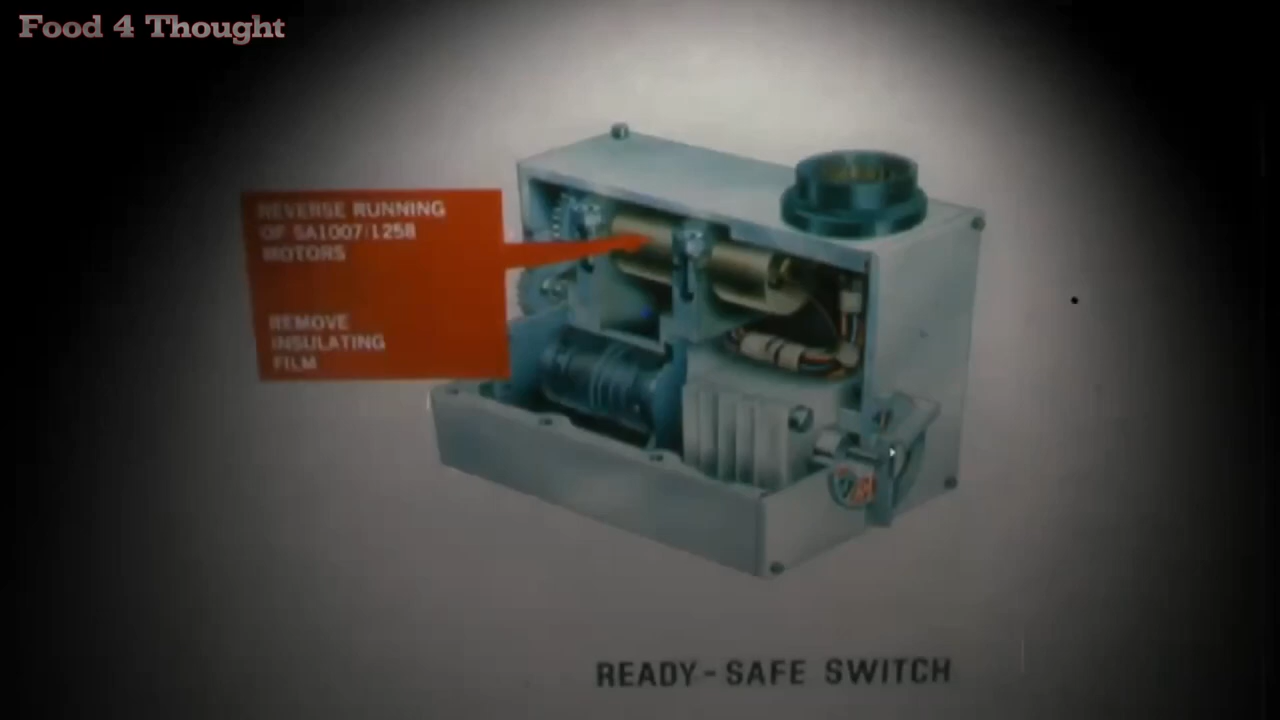 Food 4 Thought
REVERSE RUNNING
OF SA1007/1258
MOTORS
REMOVE
INSULATING
FILM
READY-SAFE SWITCH